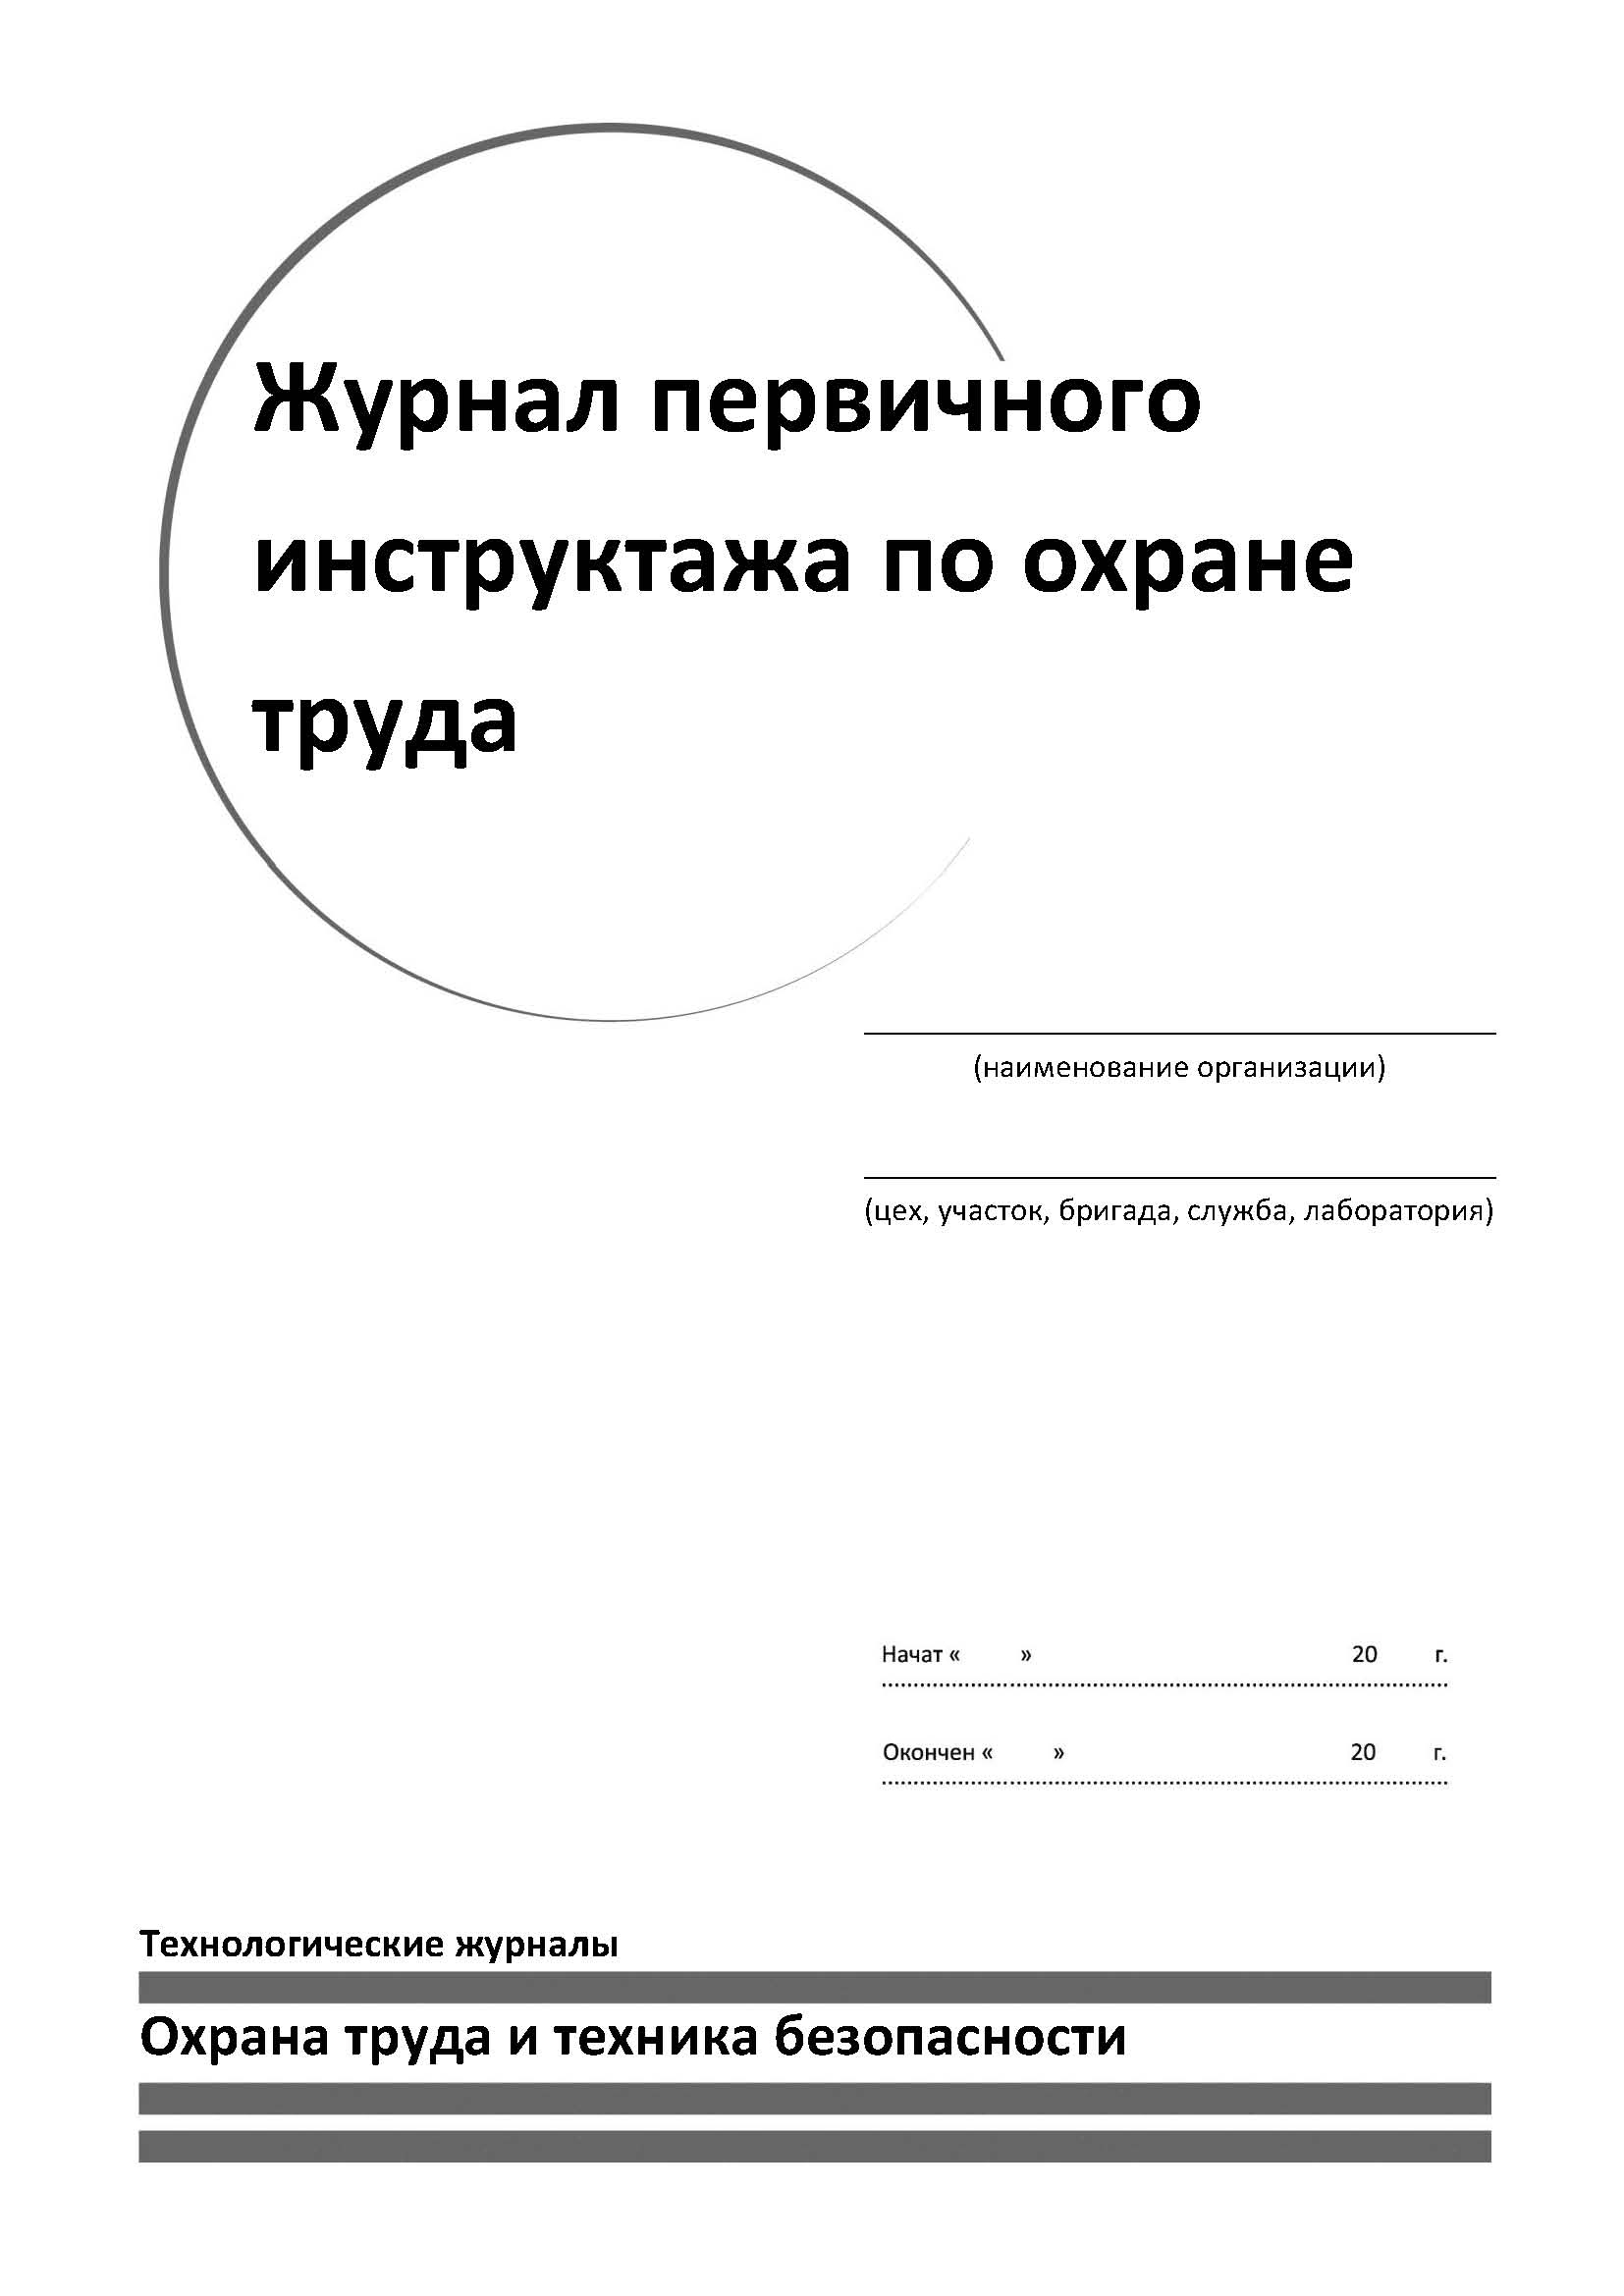 Журнал первичного
инструктажа по охране
труда
(наименование организации)
(цех, участок, бригада, служба, лаборатория)
Начат «          »                                                  20          г.
Окончен «          »                                              20          г.
Технологические журналы
Охрана труда и техника безопасности